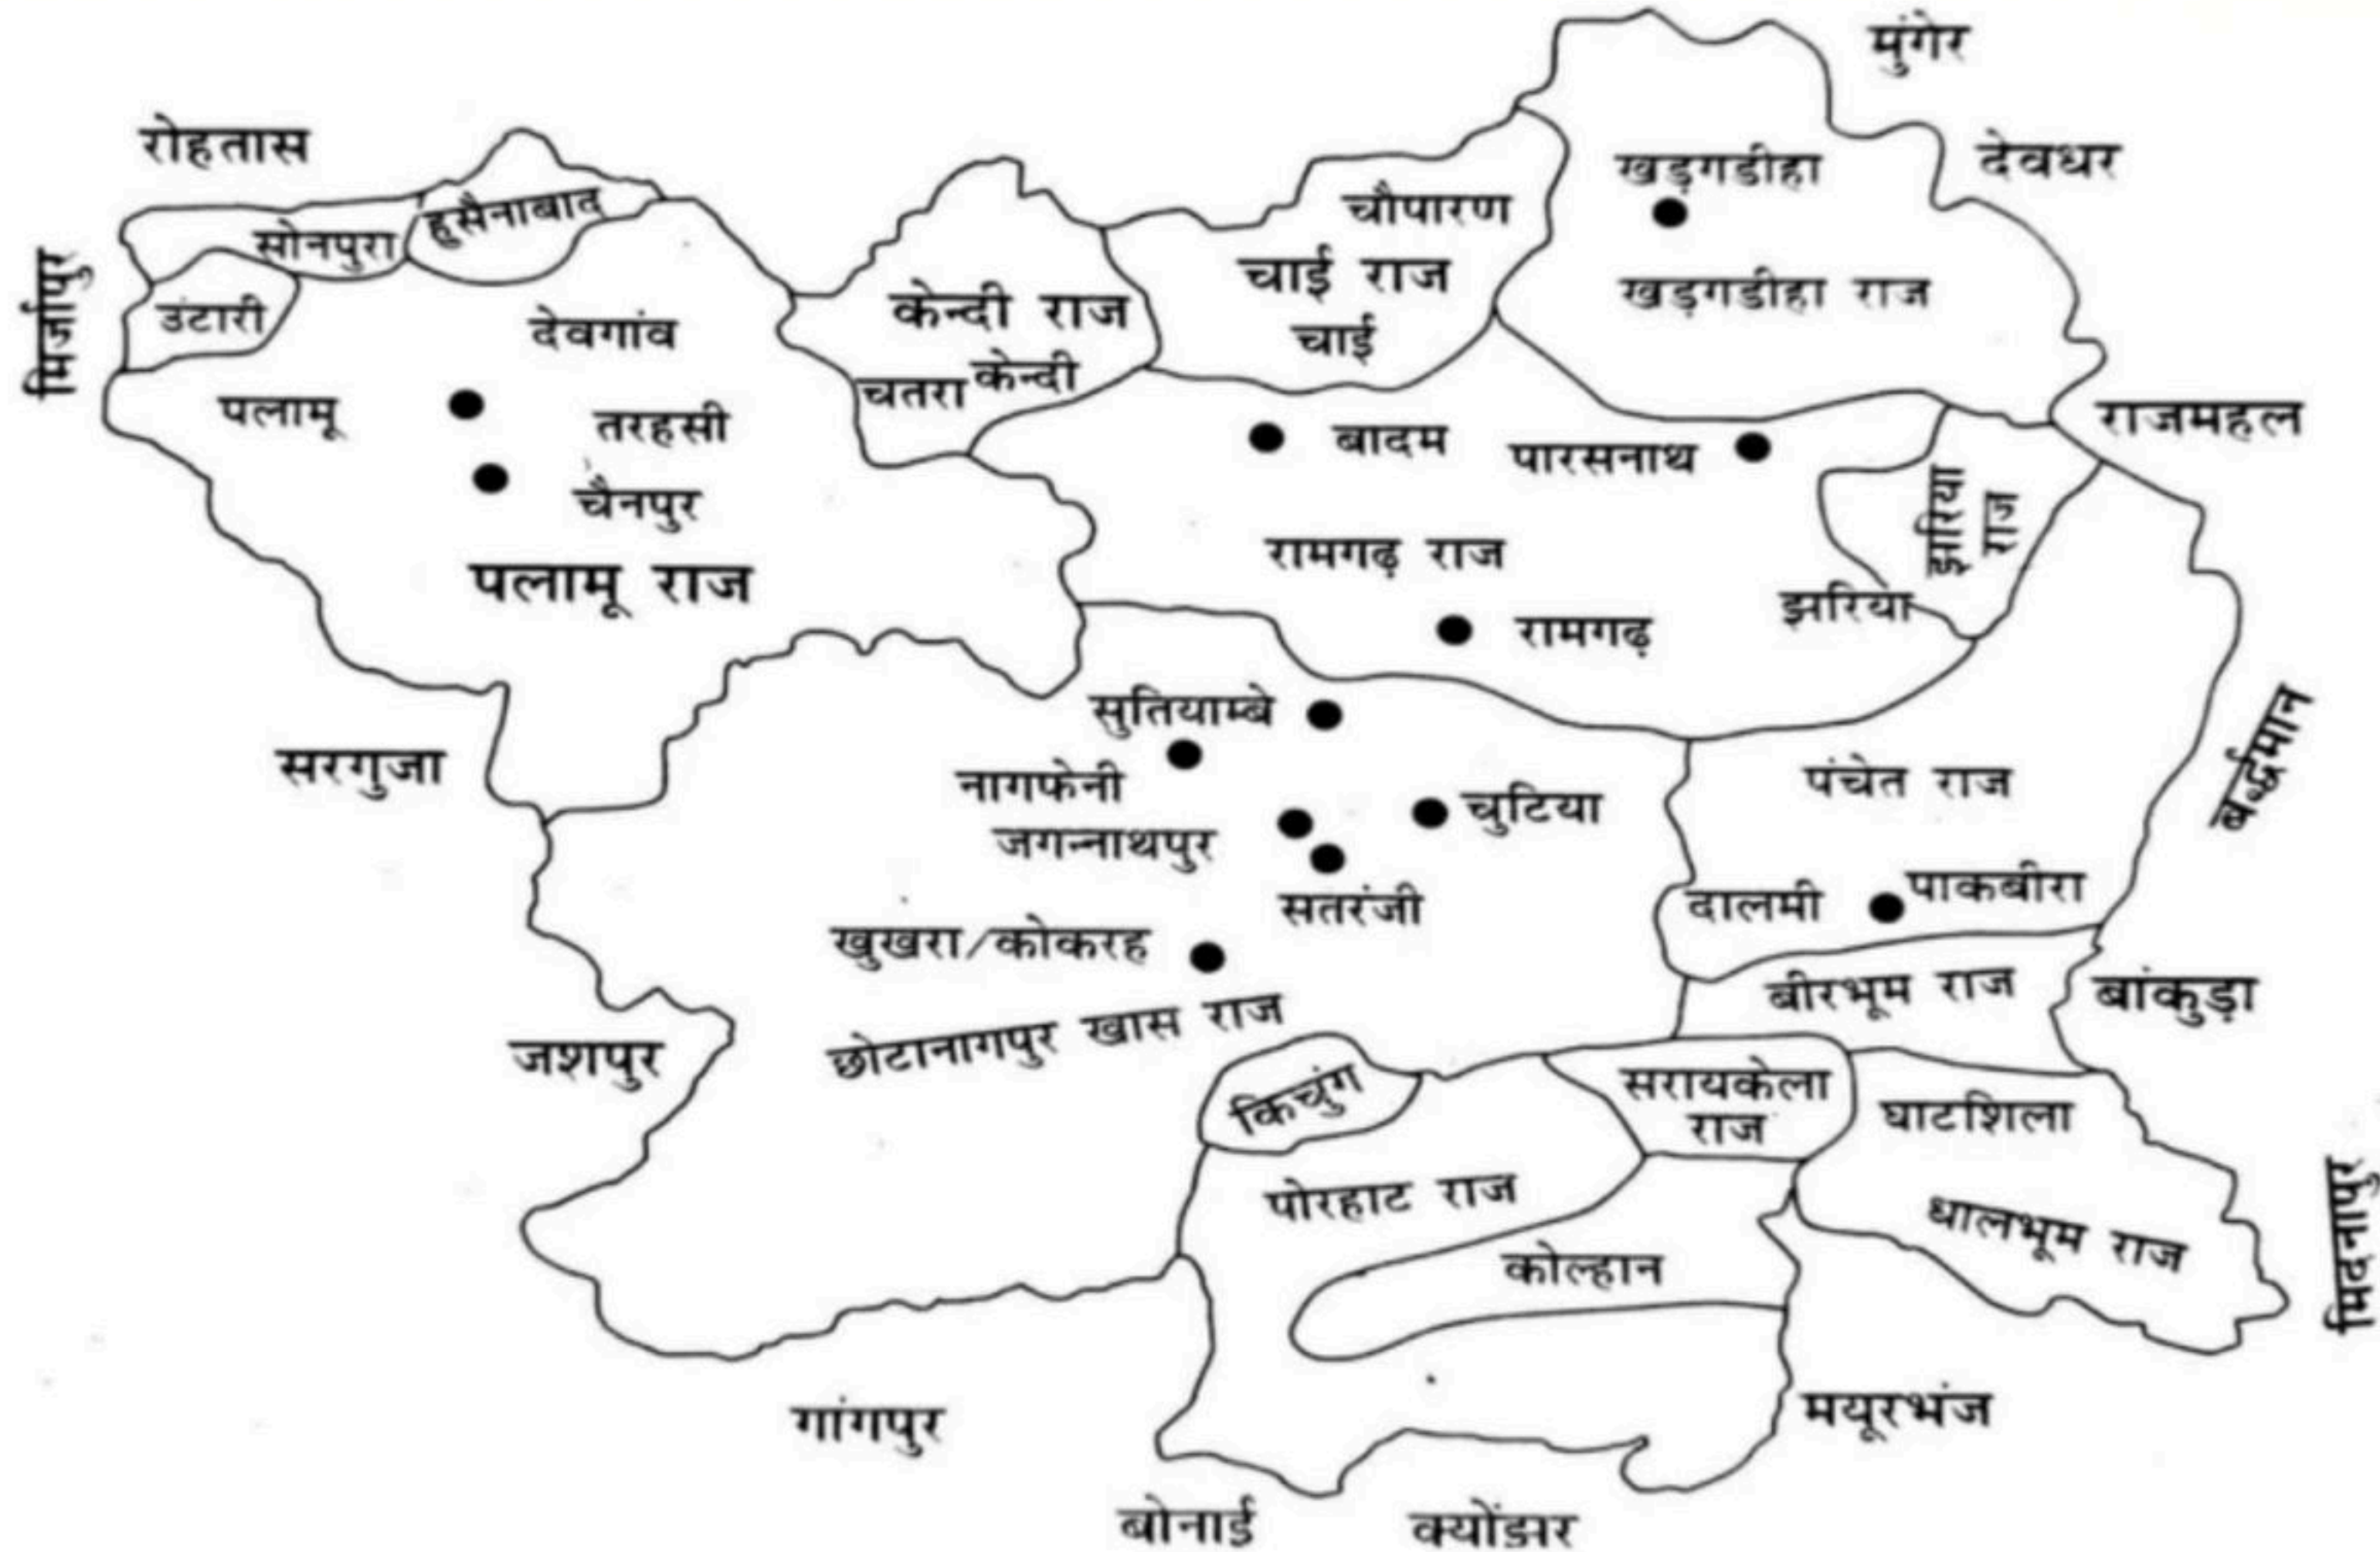 मुंगेर
रोहतास
देवधर
खड़गडीहा
चौपारण
हुसैनाबाद
सोनपुरा
मिर्जापुर
उंटारी
देवगांव
केन्दी राज
चाई राज
चाई
खड़गडीहा राज
चतरा
केन्दी
पलामू
तरहसी
चैनपुर
बादम
पारसनाथ
राजमहल
झरिया
राज
पलामू राज
रामगढ़ राज
झरिया
रामगढ़
सुतियाम्बे
सरगुजा
नागफेनी
चुटिया
पंचेत राज
बर्द्धमान
जगन्नाथपुर
सतरंजी
दालमी
पाकबीरा
खुखरा/कोकरह
बीरभूम राज
बांकुड़ा
छोटानागपुर खास राज
जशपुर
किचुंग
सरायकेला
राज
घाटशिला
पोरहाट राज
धालभूम राज
मिदनापुर
कोल्हान
गांगपुर
मयूरभंज
बोनाई
क्योंझर